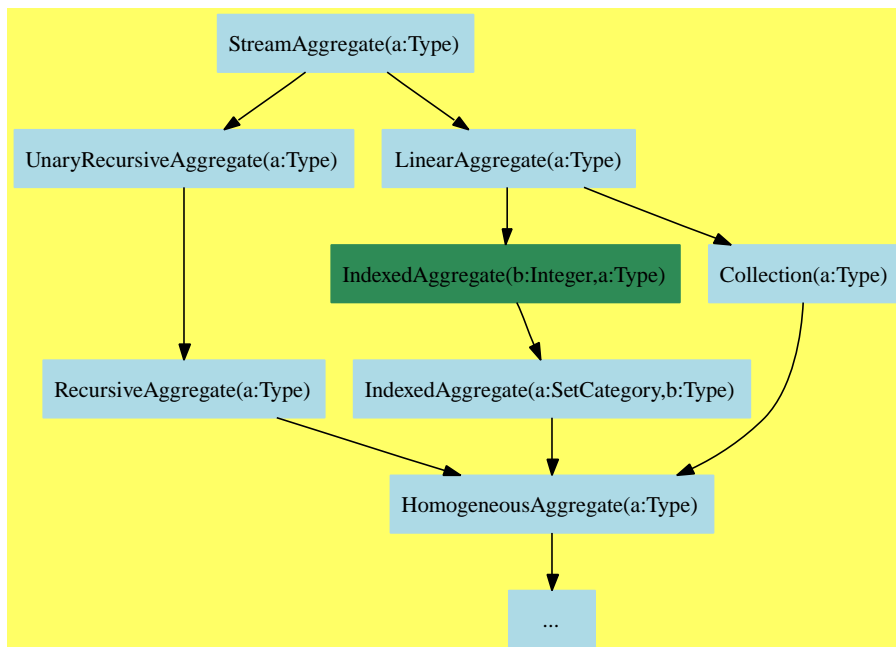 StreamAggregate(a:Type)
UnaryRecursiveAggregate(a:Type)
LinearAggregate(a:Type)
IndexedAggregate(b:Integer,a:Type)
Collection(a:Type)
RecursiveAggregate(a:Type)
IndexedAggregate(a:SetCategory,b:Type)
HomogeneousAggregate(a:Type)
...